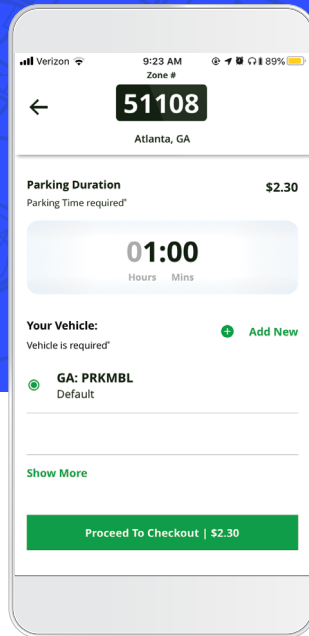 Verizon 9:23 AM 89%
Zone #
51108
Atlanta, GA
Parking Duration $2.30
Parking Time required*
01:00
Hours Mins
Your Vehicle: Add New
Vehicle is required*
GA: PRKMBL
Default
Show More
Proceed To Checkout | $2.30